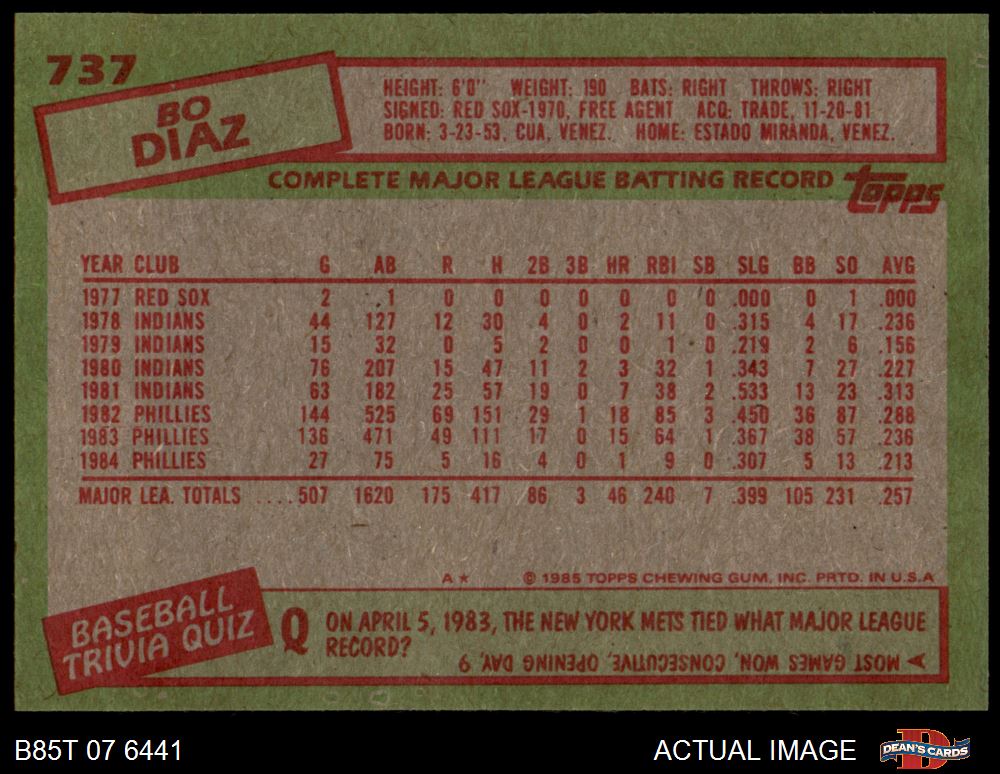 737
BO
DIAZ
HEIGHT: 6'0" WEIGHT: 190 BATS: RIGHT THROWS: RIGHT
SIGNED: RED SOX-1970, FREE AGENT ACQ: TRADE, 11-20-81
BORN: 3-23-53, CUA, VENEZ. HOME: ESTADO MIRANDA, VENEZ.
COMPLETE MAJOR LEAGUE BATTING RECORD
topps
YEAR CLUB G AB R H 2B 3B HR RBI SB SLG BB SO AVG
1977 RED SOX 2 1 0 0 0 0 0 0 0 .000 0 1 .000
1978 INDIANS 44 127 12 30 4 0 2 11 0 .315 4 17 .236
1979 INDIANS 15 32 0 5 2 0 0 1 0 .219 2 6 .156
1980 INDIANS 76 207 15 47 11 2 3 32 1 .343 7 27 .227
1981 INDIANS 63 182 25 57 19 0 7 38 2 .533 13 23 .313
1982 PHILLIES 144 525 69 151 29 1 18 85 3 .450 36 87 .288
1983 PHILLIES 136 471 49 111 17 0 15 64 1 .367 38 57 .236
1984 PHILLIES 27 75 5 16 4 0 1 9 0 .307 5 13 .213
MAJOR LEA. TOTALS ....507 1620 175 417 86 3 46 240 7 .399 105 231 .257
A★ © 1985 TOPPS CHEWING GUM, INC. PRTD. IN U.S.A
BASEBALL
TRIVIA QUIZ
Q ON APRIL 5, 1983, THE NEW YORK METS TIED WHAT MAJOR LEAGUE
RECORD?
MOST GAMES WON, CONSECUTIVE, OPENING DAY, 9
B85T 07 6441
ACTUAL IMAGE
DEAN'S CARDS